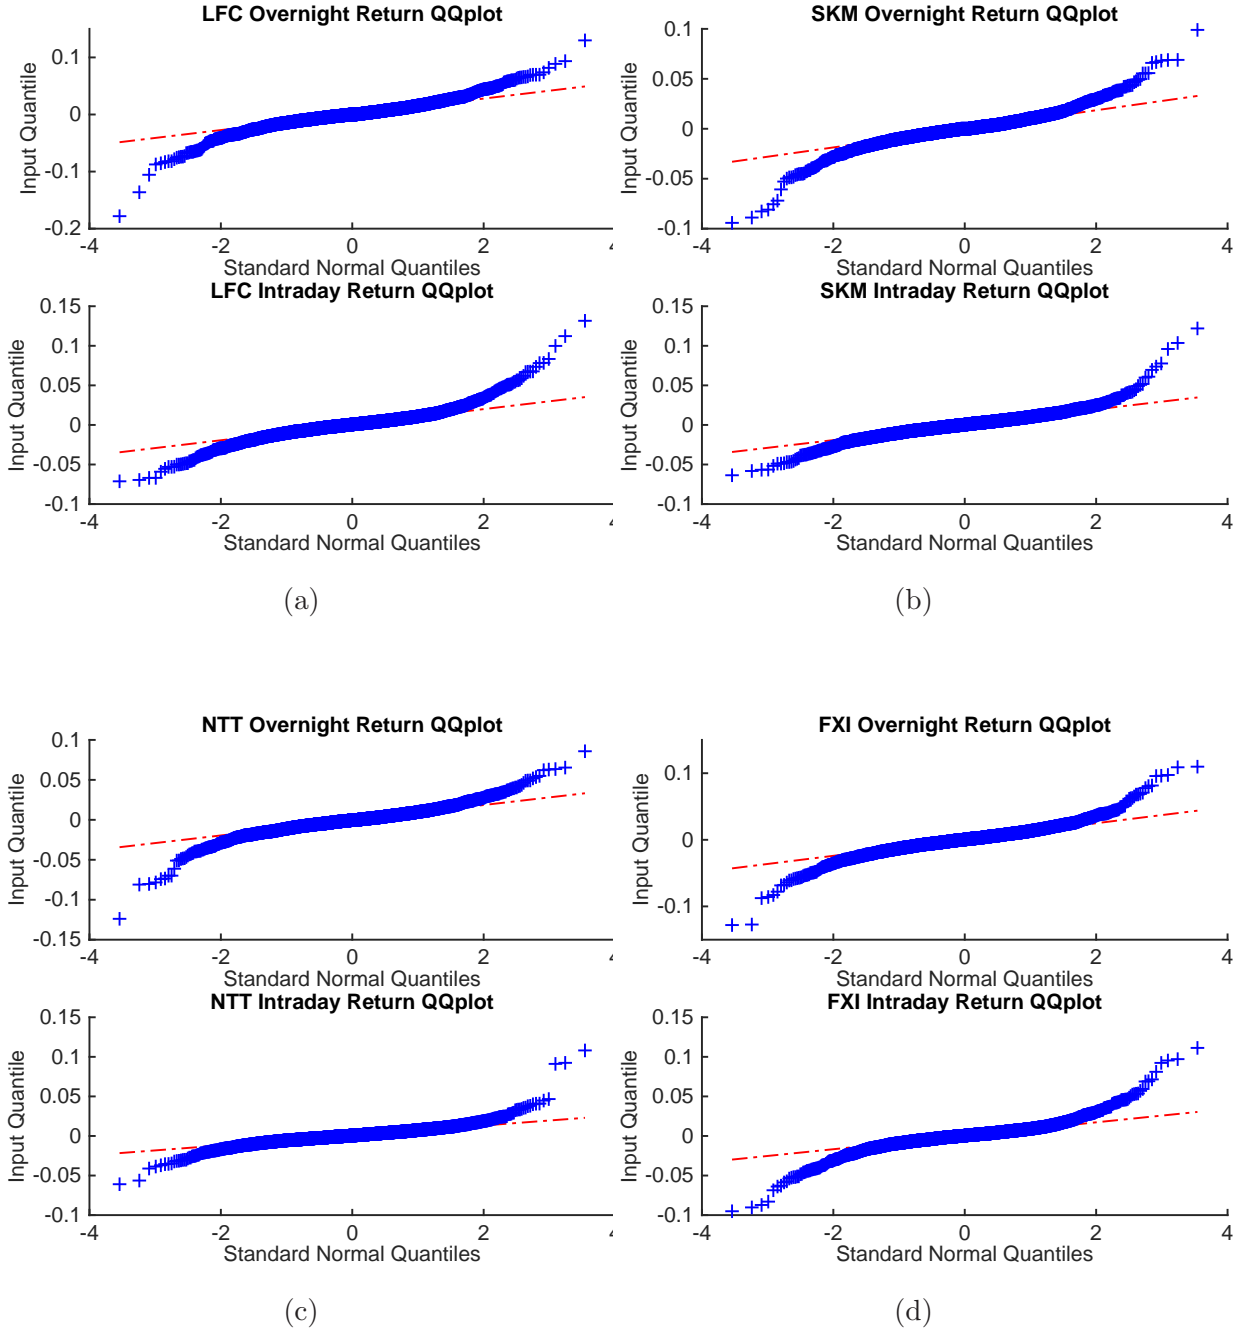 LFC Overnight Return QQplot
0.1
0
-0.1
-0.2
Input Quantile
-4 -2 0 2 4
Standard Normal Quantiles
LFC Intraday Return QQplot
0.15
0.1
0.05
0
-0.05
-0.1
Input Quantile
-4 -2 0 2 4
Standard Normal Quantiles
(a)
SKM Overnight Return QQplot
0.1
0.05
0
-0.05
-0.1
Input Quantile
-4 -2 0 2 4
Standard Normal Quantiles
SKM Intraday Return QQplot
0.15
0.1
0.05
0
-0.05
-0.1
Input Quantile
-4 -2 0 2 4
Standard Normal Quantiles
(b)
NTT Overnight Return QQplot
0.1
0.05
0
-0.05
-0.1
-0.15
Input Quantile
-4 -2 0 2 4
Standard Normal Quantiles
NTT Intraday Return QQplot
0.15
0.1
0.05
0
-0.05
-0.1
Input Quantile
-4 -2 0 2 4
Standard Normal Quantiles
(c)
FXI Overnight Return QQplot
0.1
0
-0.1
Input Quantile
-4 -2 0 2 4
Standard Normal Quantiles
FXI Intraday Return QQplot
0.15
0.1
0.05
0
-0.05
-0.1
Input Quantile
-4 -2 0 2 4
Standard Normal Quantiles
(d)